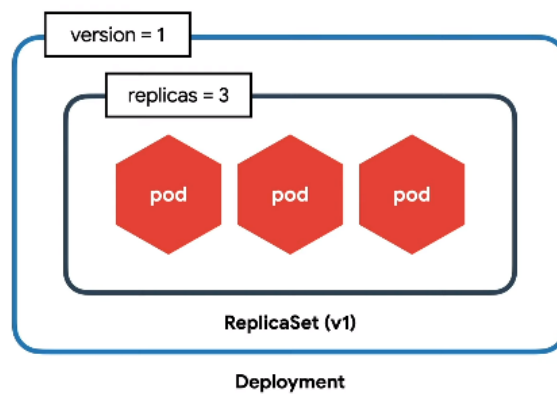 version = 1
replicas = 3
pod pod pod
ReplicaSet (v1)
Deployment